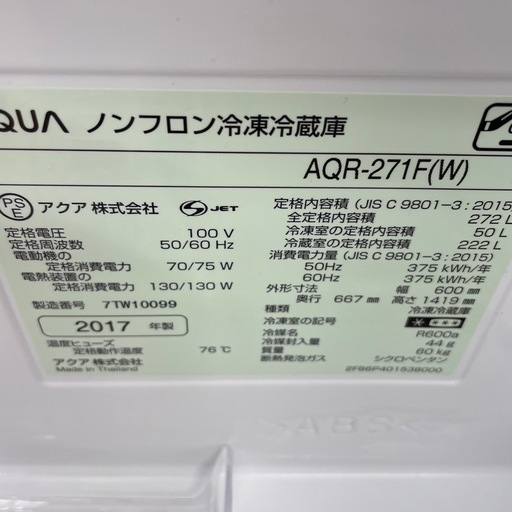 QUA ノンフロン冷凍冷蔵庫
AQR-271F(W)
PS
E アクア 株式会社 JET
定格電圧 100 V
定格周波数 50/60 Hz
電動機の
定格消費電力 70/75 W
電熱装置の
定格消費電力 130/130 W
製造番号 7TW10099
2017 年製
温度ヒューズ
定格動作温度 76℃
アクア 株式会社
Made in Thailand
定格内容積 (JIS C 9801-3:2015)
全定格内容積 272 L
冷凍室の定格内容積 50 L
冷蔵室の定格内容積 222 L
消費電力量 (JIS C 9801-3:2015)
50Hz 375 kWh/年
60Hz 375 kWh/年
外形寸法 幅 600 mm
奥行 667 mm 高さ 1419 mm
種類 冷凍冷蔵庫
冷凍室の記号
冷媒名 R600a
冷媒封入量 44 g
質量 60 kg
断熱発泡ガス シクロペンタン
2F86P401538000
>ABS<